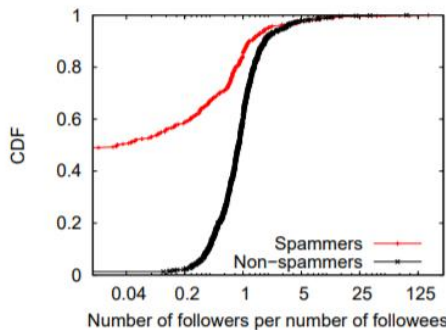 1
0.8
0.6
0.4
0.2
0
CDF
Spammers
Non−spammers
0.04 0.2 1 5 25 125
Number of followers per number of followees